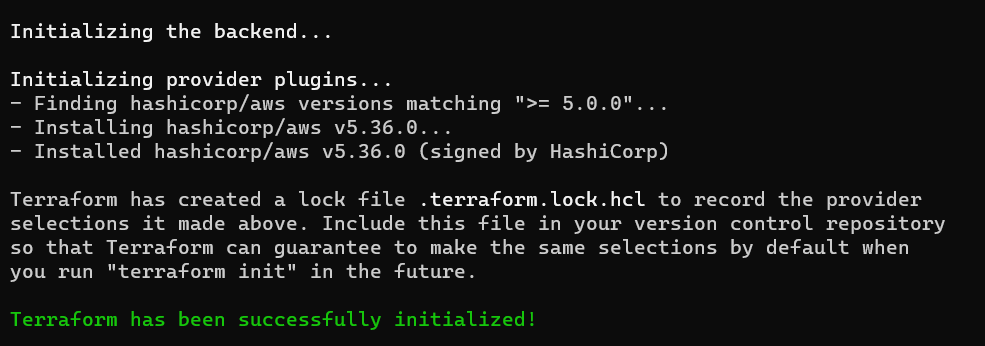 Initializing the backend...
Initializing provider plugins...
- Finding hashicorp/aws versions matching ">= 5.0.0"...
- Installing hashicorp/aws v5.36.0...
- Installed hashicorp/aws v5.36.0 (signed by HashiCorp)
Terraform has created a lock file .terraform.lock.hcl to record the provider
selections it made above. Include this file in your version control repository
so that Terraform can guarantee to make the same selections by default when
you run "terraform init" in the future.
Terraform has been successfully initialized!